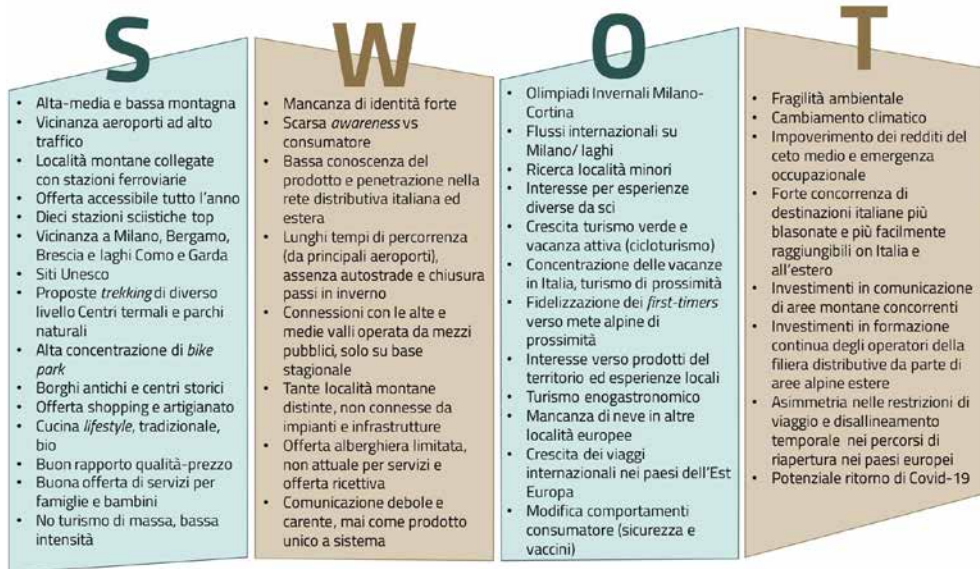 S
• Alta-media e bassa montagna
• Vicinanza aeroporti ad alto
traffico
• Località montane collegate
con stazioni ferroviarie
• Offerta accessibile tutto l'anno
• Dieci stazioni sciistiche top
• Vicinanza a Milano, Bergamo,
Brescia e laghi Como e Garda
• Siti Unesco
• Proposte trekking di diverso
livello Centri termali e parchi
naturali
• Alta concentrazione di bike
park
• Borghi antichi e centri storici
• Offerta shopping e artigianato
• Cucina lifestyle, tradizionale,
bio
• Buon rapporto qualità-prezzo
• Buona offerta di servizi per
famiglie e bambini
• No turismo di massa, bassa
intensità
W
• Mancanza di identità forte
• Scarsa awareness vs
consumatore
• Bassa conoscenza del
prodotto e penetrazione nella
rete distributiva italiana ed
estera
• Lunghi tempi di percorrenza
(da principali aeroporti),
assenza autostrade e chiusura
passi in inverno
• Connessioni con le alte e
medie valli operata da mezzi
pubblici, solo su base
stagionale
• Tante località montane
distinte, non connesse da
impianti e infrastrutture
• Offerta alberghiera limitata,
non attuale per servizi e
offerta ricettiva
• Comunicazione debole e
carente, mai come prodotto
unico a sistema
O
• Olimpiadi Invernali Milano-
Cortina
• Flussi internazionali su
Milano/ laghi
• Ricerca località minori
• Interesse per esperienze
diverse da sci
• Crescita turismo verde e
vacanza attiva (cicloturismo)
• Concentrazione delle vacanze
in Italia, turismo di prossimità
• Fidelizzazione dei first-timers
verso mete alpine di
prossimità
• Interesse verso prodotti del
territorio ed esperienze locali
• Turismo enogastronomico
• Mancanza di neve in altre
località europee
• Crescita dei viaggi
internazionali nei paesi dell'Est
Europa
• Modifica comportamenti
consumatore (sicurezza e
vaccini)
T
• Fragilità ambientale
• Cambiamento climatico
• Impoverimento dei redditi del
ceto medio e emergenza
occupazionale
• Forte concorrenza di
destinazioni italiane più
blasonate e più facilmente
raggiungibili on Italia e
all'estero
• Investimenti in comunicazione
di aree montane concorrenti
• Investimenti in formazione
continua degli operatori della
filiera distributive da parte di
aree alpine estere
• Asimmetria nelle restrizioni di
viaggio e disallineamento
temporale nei percorsi di
riapertura nei paesi europei
• Potenziale ritorno di Covid-19